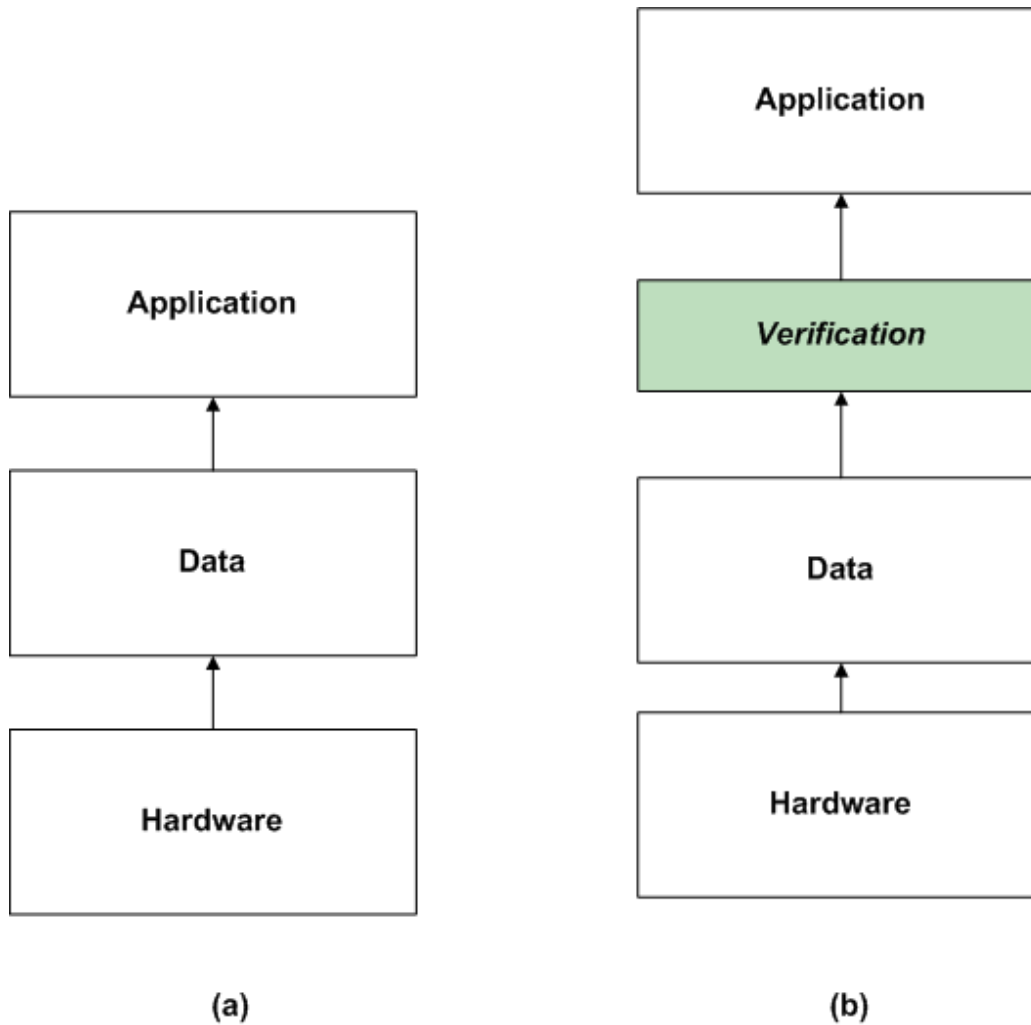 Application
Data
Hardware
(a)
Application
Verification
Data
Hardware
(b)